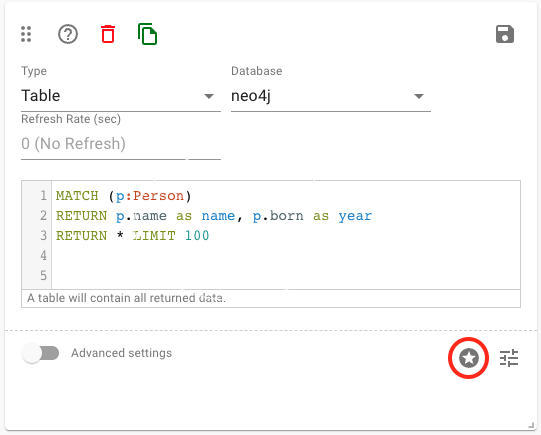 Type
Database
Table
neo4j
Refresh Rate (sec)
0 (No Refresh)
1 MATCH (p:Person)
2 RETURN p.name as name, p.born as year
3 RETURN * LIMIT 100
4
5
A table will contain all returned data.
Advanced settings